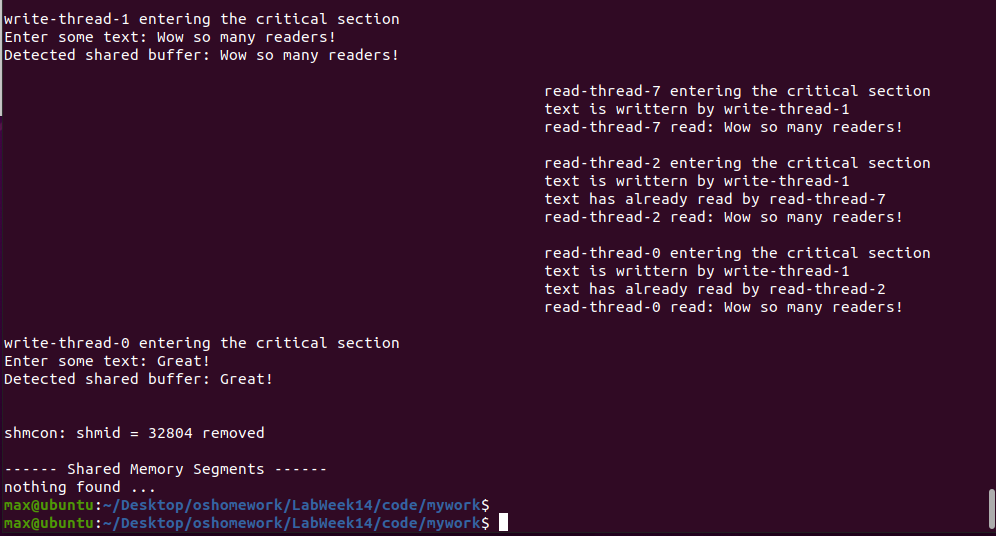 write-thread-1 entering the critical section
Enter some text: Wow so many readers!
Detected shared buffer: Wow so many readers!
read-thread-7 entering the critical section
text is writtern by write-thread-1
read-thread-7 read: Wow so many readers!
read-thread-2 entering the critical section
text is writtern by write-thread-1
text has already read by read-thread-7
read-thread-2 read: Wow so many readers!
read-thread-0 entering the critical section
text is writtern by write-thread-1
text has already read by read-thread-2
read-thread-0 read: Wow so many readers!
write-thread-0 entering the critical section
Enter some text: Great!
Detected shared buffer: Great!
shmcon: shmid = 32804 removed
------ Shared Memory Segments ------
nothing found ...
max@ubuntu:~/Desktop/oshomework/LabWeek14/code/mywork$
max@ubuntu:~/Desktop/oshomework/LabWeek14/code/mywork$